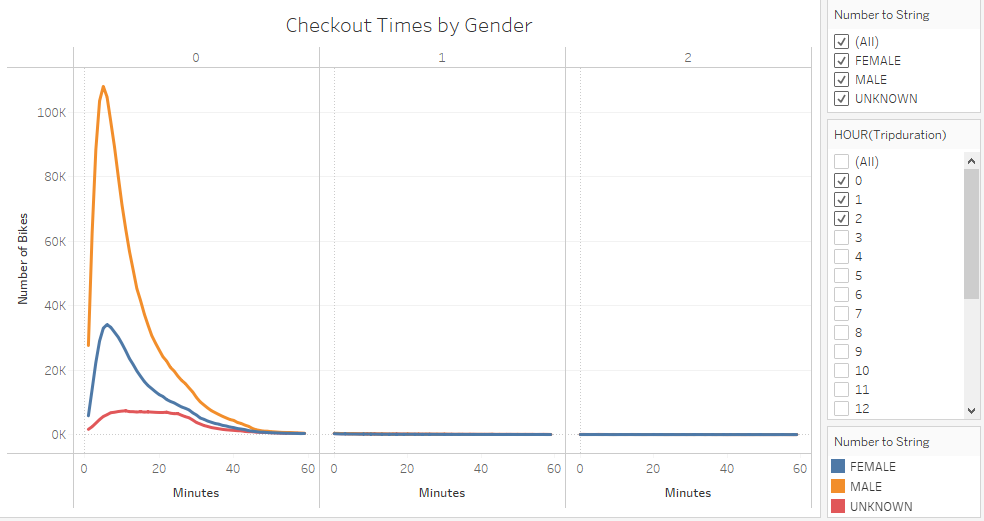 Checkout Times by Gender
0 1 2
100K
80K
60K
40K
20K
0K
Number of Bikes
0 20 40 60 0 20 40 60 0 20 40 60
Minutes Minutes Minutes
Number to String
(All)
FEMALE
MALE
UNKNOWN
HOUR(Tripduration)
(All)
0
1
2
3
4
5
6
7
8
9
10
11
12
Number to String
FEMALE
MALE
UNKNOWN